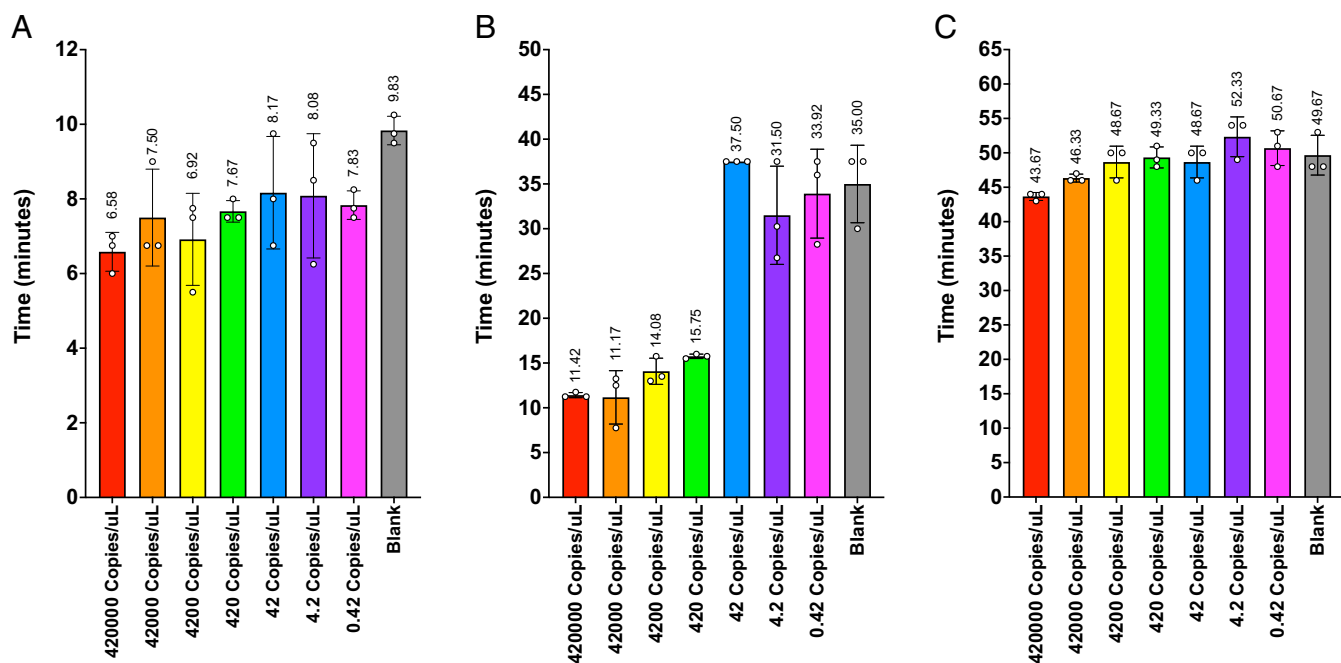 A
Time (minutes)
12
10
8
6
4
2
0
6.58
7.50
6.92
7.67
8.17
8.08
7.83
9.83
420000 Copies/uL
42000 Copies/uL
4200 Copies/uL
420 Copies/uL
42 Copies/uL
4.2 Copies/uL
0.42 Copies/uL
Blank
B
Time (minutes)
50
45
40
35
30
25
20
15
10
5
0
11.42
11.17
14.08
15.75
37.50
31.50
33.92
35.00
420000 Copies/uL
42000 Copies/uL
4200 Copies/uL
420 Copies/uL
42 Copies/uL
4.2 Copies/uL
0.42 Copies/uL
Blank
C
Time (minutes)
65
60
55
50
45
40
35
30
25
20
15
10
5
0
43.67
46.33
48.67
49.33
48.67
52.33
50.67
49.67
420000 Copies/uL
42000 Copies/uL
4200 Copies/uL
420 Copies/uL
42 Copies/uL
4.2 Copies/uL
0.42 Copies/uL
Blank